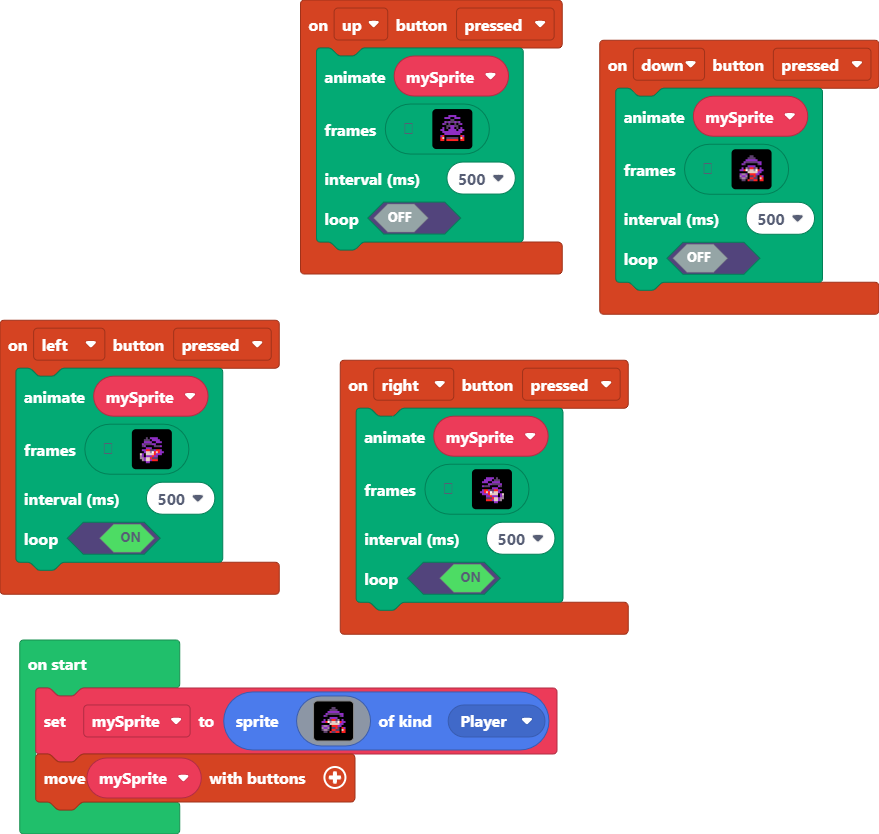 on up button pressed
animate mySprite
frames
interval (ms) 500
loop OFF
on down button pressed
animate mySprite
frames
interval (ms) 500
loop OFF
on left button pressed
animate mySprite
frames
interval (ms) 500
loop ON
on right button pressed
animate mySprite
frames
interval (ms) 500
loop ON
on start
set mySprite to sprite of kind Player
move mySprite with buttons